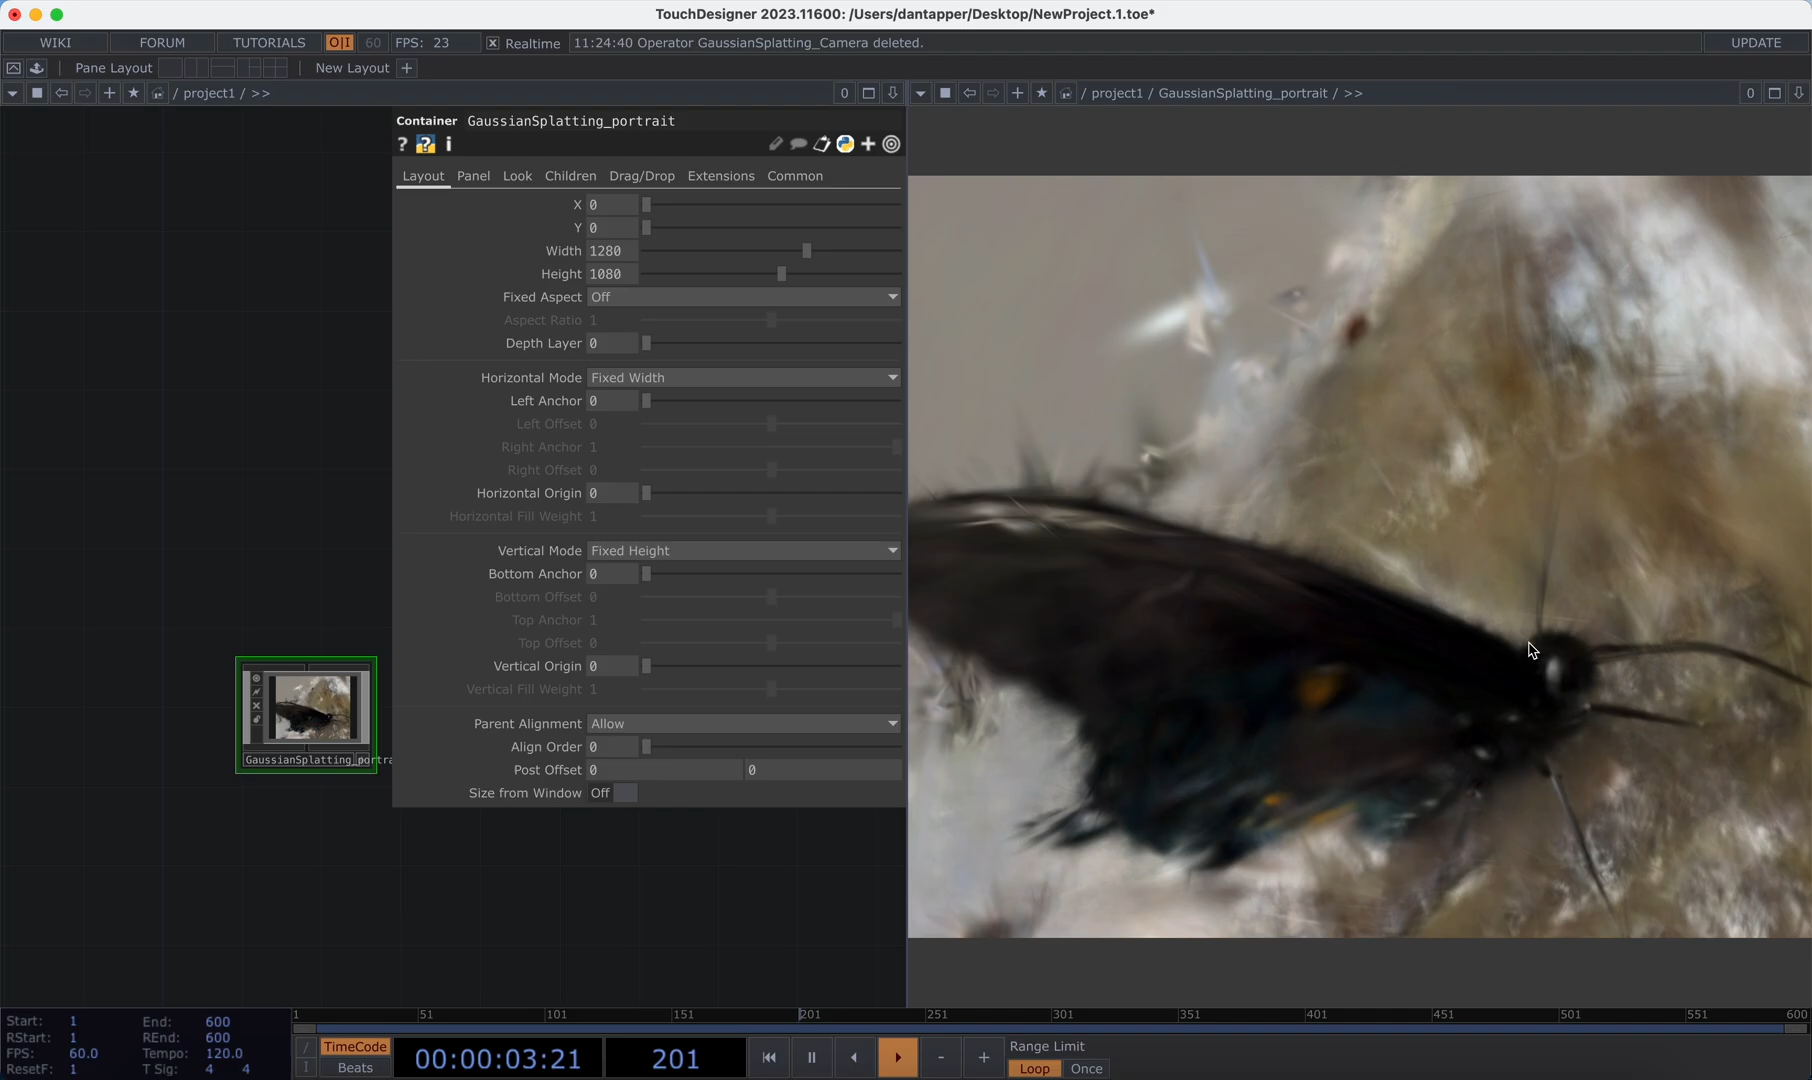 TouchDesigner 2023.11600: /Users/dantapper/Desktop/NewProject.1.toe*
WIKI FORUM TUTORIALS O|I 60 FPS: 23 Realtime 11:24:40 Operator GaussianSplatting_Camera deleted. UPDATE
Pane Layout New Layout +
/ project1 / >> 0 / project1 / GaussianSplatting_portrait / >> 0
Container GaussianSplatting_portrait
? ? i
Layout Panel Look Children Drag/Drop Extensions Common
X 0
Y 0
Width 1280
Height 1080
Fixed Aspect Off
Aspect Ratio 1
Depth Layer 0
Horizontal Mode Fixed Width
Left Anchor 0
Left Offset 0
Right Anchor 1
Right Offset 0
Horizontal Origin 0
Horizontal Fill Weight 1
Vertical Mode Fixed Height
Bottom Anchor 0
Bottom Offset 0
Top Anchor 1
Top Offset 0
Vertical Origin 0
Vertical Fill Weight 1
Parent Alignment Allow
Align Order 0
Post Offset 0 0
Size from Window Off
GaussianSplatting_portra
1 51 101 151 201 251 301 351 401 451 501 551 600
Start: 1 End: 600
RStart: 1 REnd: 600
FPS: 60.0 Tempo: 120.0
ResetF: 1 T Sig: 4 4
/ TimeCode
I Beats
00:00:03:21 201 - +
Range Limit
Loop Once